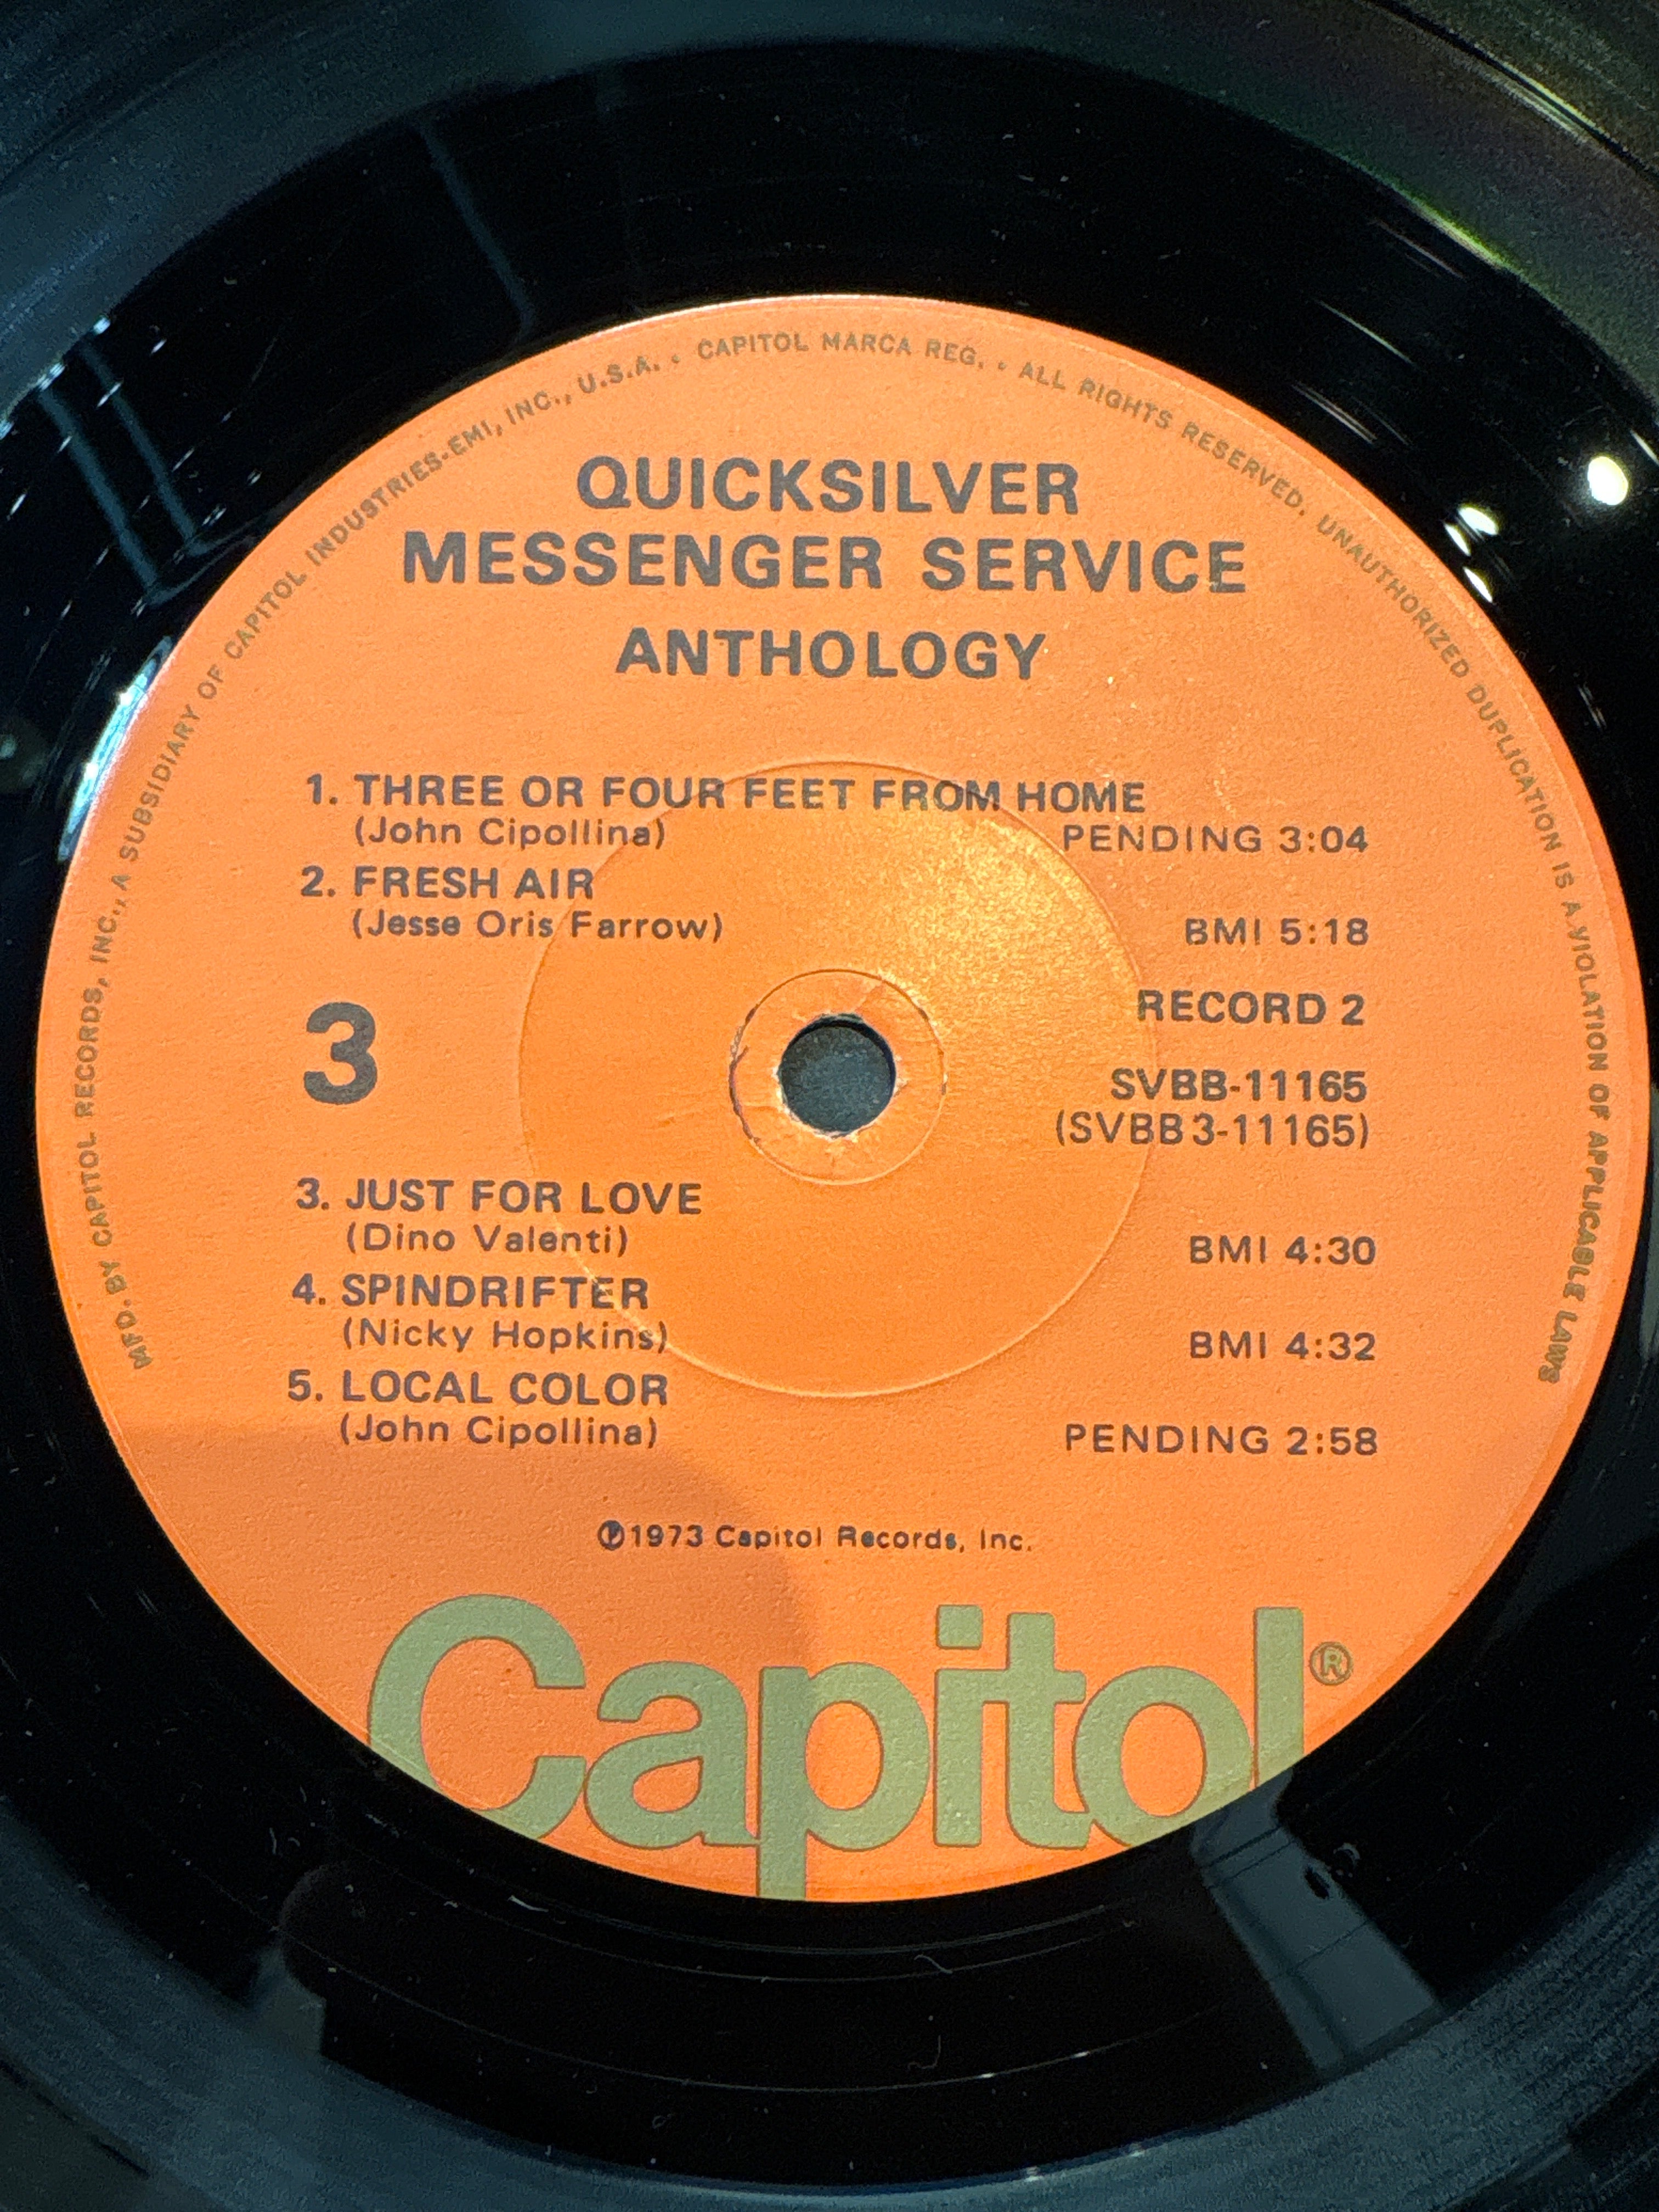 MFD. BY CAPITOL RECORDS, INC., A SUBSIDIARY OF CAPITOL INDUSTRIES-EMI, INC., U.S.A. • CAPITOL MARCA REG. • ALL RIGHTS RESERVED. UNAUTHORIZED DUPLICATION IS A VIOLATION OF APPLICABLE LAWS
QUICKSILVER
MESSENGER SERVICE
ANTHOLOGY
1. THREE OR FOUR FEET FROM HOME
(John Cipollina) PENDING 3:04
2. FRESH AIR
(Jesse Oris Farrow) BMI 5:18
RECORD 2
3
SVBB-11165
(SVBB3-11165)
3. JUST FOR LOVE
(Dino Valenti) BMI 4:30
4. SPINDRIFTER
(Nicky Hopkins) BMI 4:32
5. LOCAL COLOR
(John Cipollina) PENDING 2:58
℗1973 Capitol Records, Inc.
Capitol®